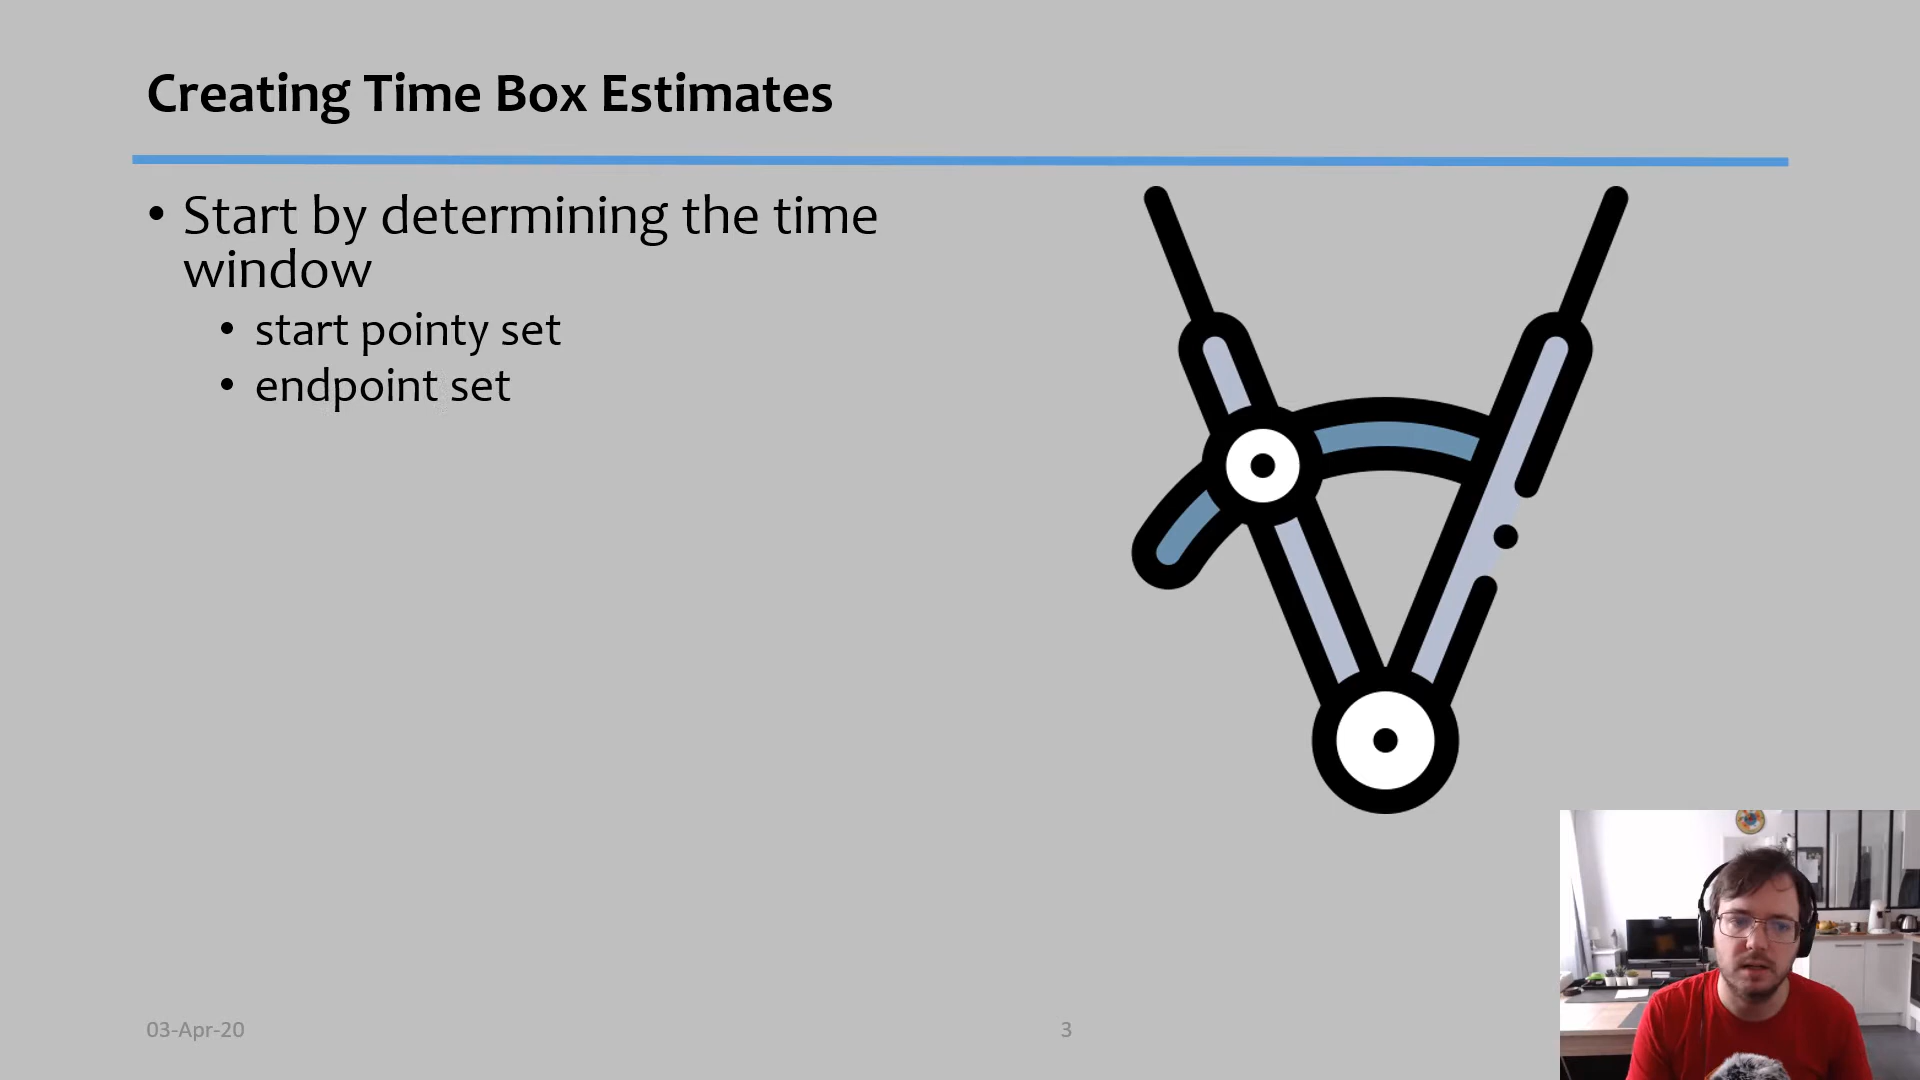 Creating Time Box Estimates
• Start by determining the time
window
• start pointy set
• endpoint set
03-Apr-20
3